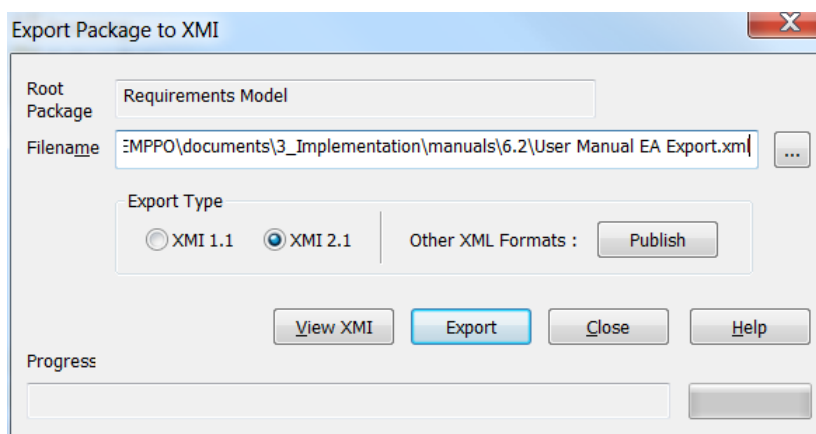 Export Package to XMI
Root
Package
Requirements Model
Filename
EMPPO\documents\3_Implementation\manuals\6.2\User Manual EA Export.xml
...
Export Type
XMI 1.1
XMI 2.1
Other XML Formats :
Publish
View XMI
Export
Close
Help
Progress